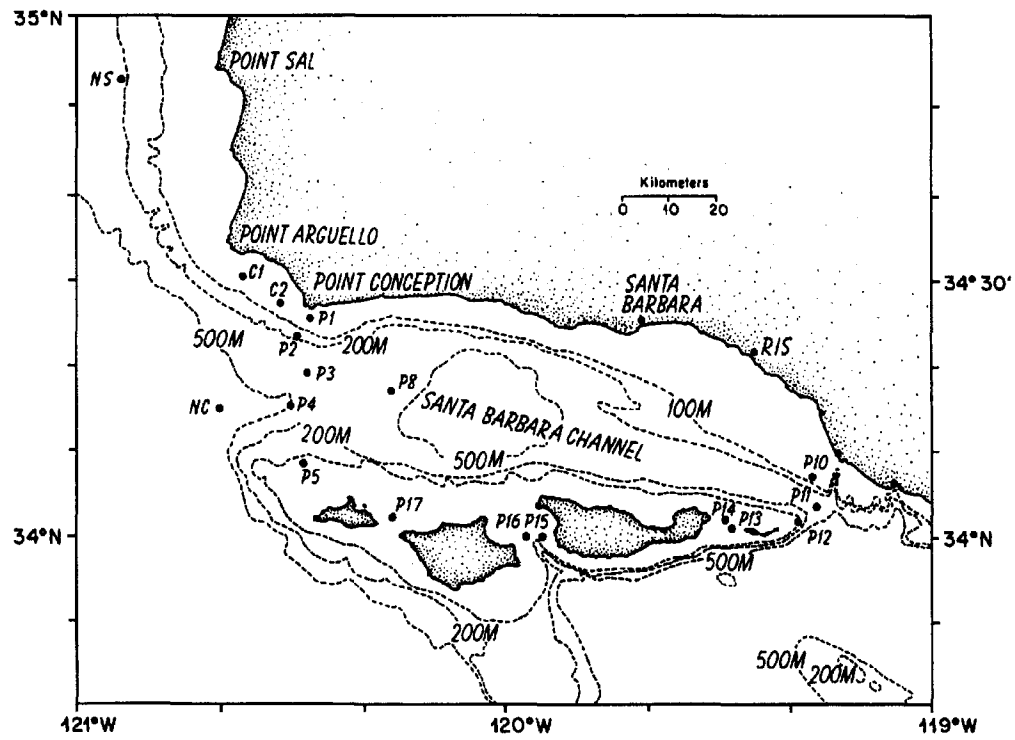 35°N
POINT SAL
NS
Kilometers
0 10 20
POINT ARGUELLO
C1
POINT CONCEPTION
SANTA
BARBARA
34°30'
C2
P1
500M
P2
200M
RIS
P3
P8
NC
P4
SANTA BARBARA CHANNEL
100M
200M
500M
P5
P10
P11
P17
P16
P15
P14
P13
P12
34°N
500M
200M
500M
200M
121°W
120°W
119°W